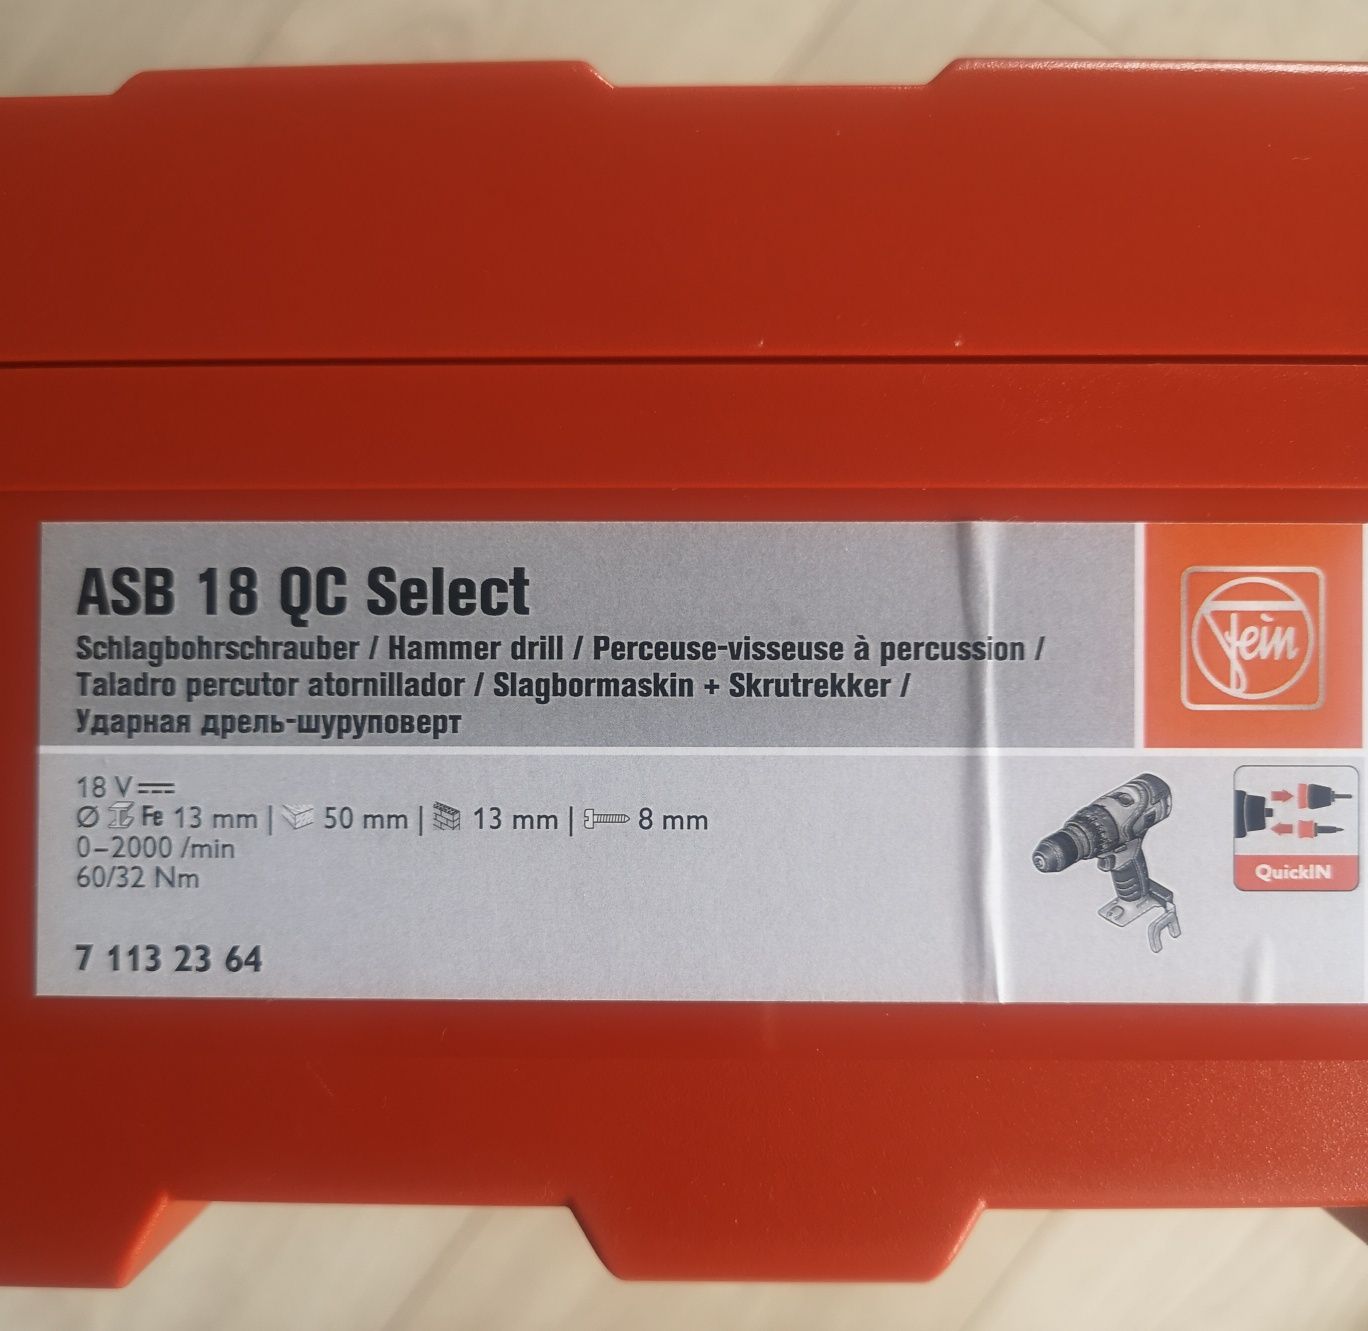 ASB 18 QC Select
Schlagbohrschrauber / Hammer drill / Perceuse-visseuse à percussion /
Taladro percutor atornillador / Slagbormaskin + Skrutrekker /
Ударная дрель-шуруповерт
Fein
18 V
Ø Fe 13 mm | 50 mm | 13 mm | 8 mm
0–2000 /min
60/32 Nm
QuickIN
7 113 23 64